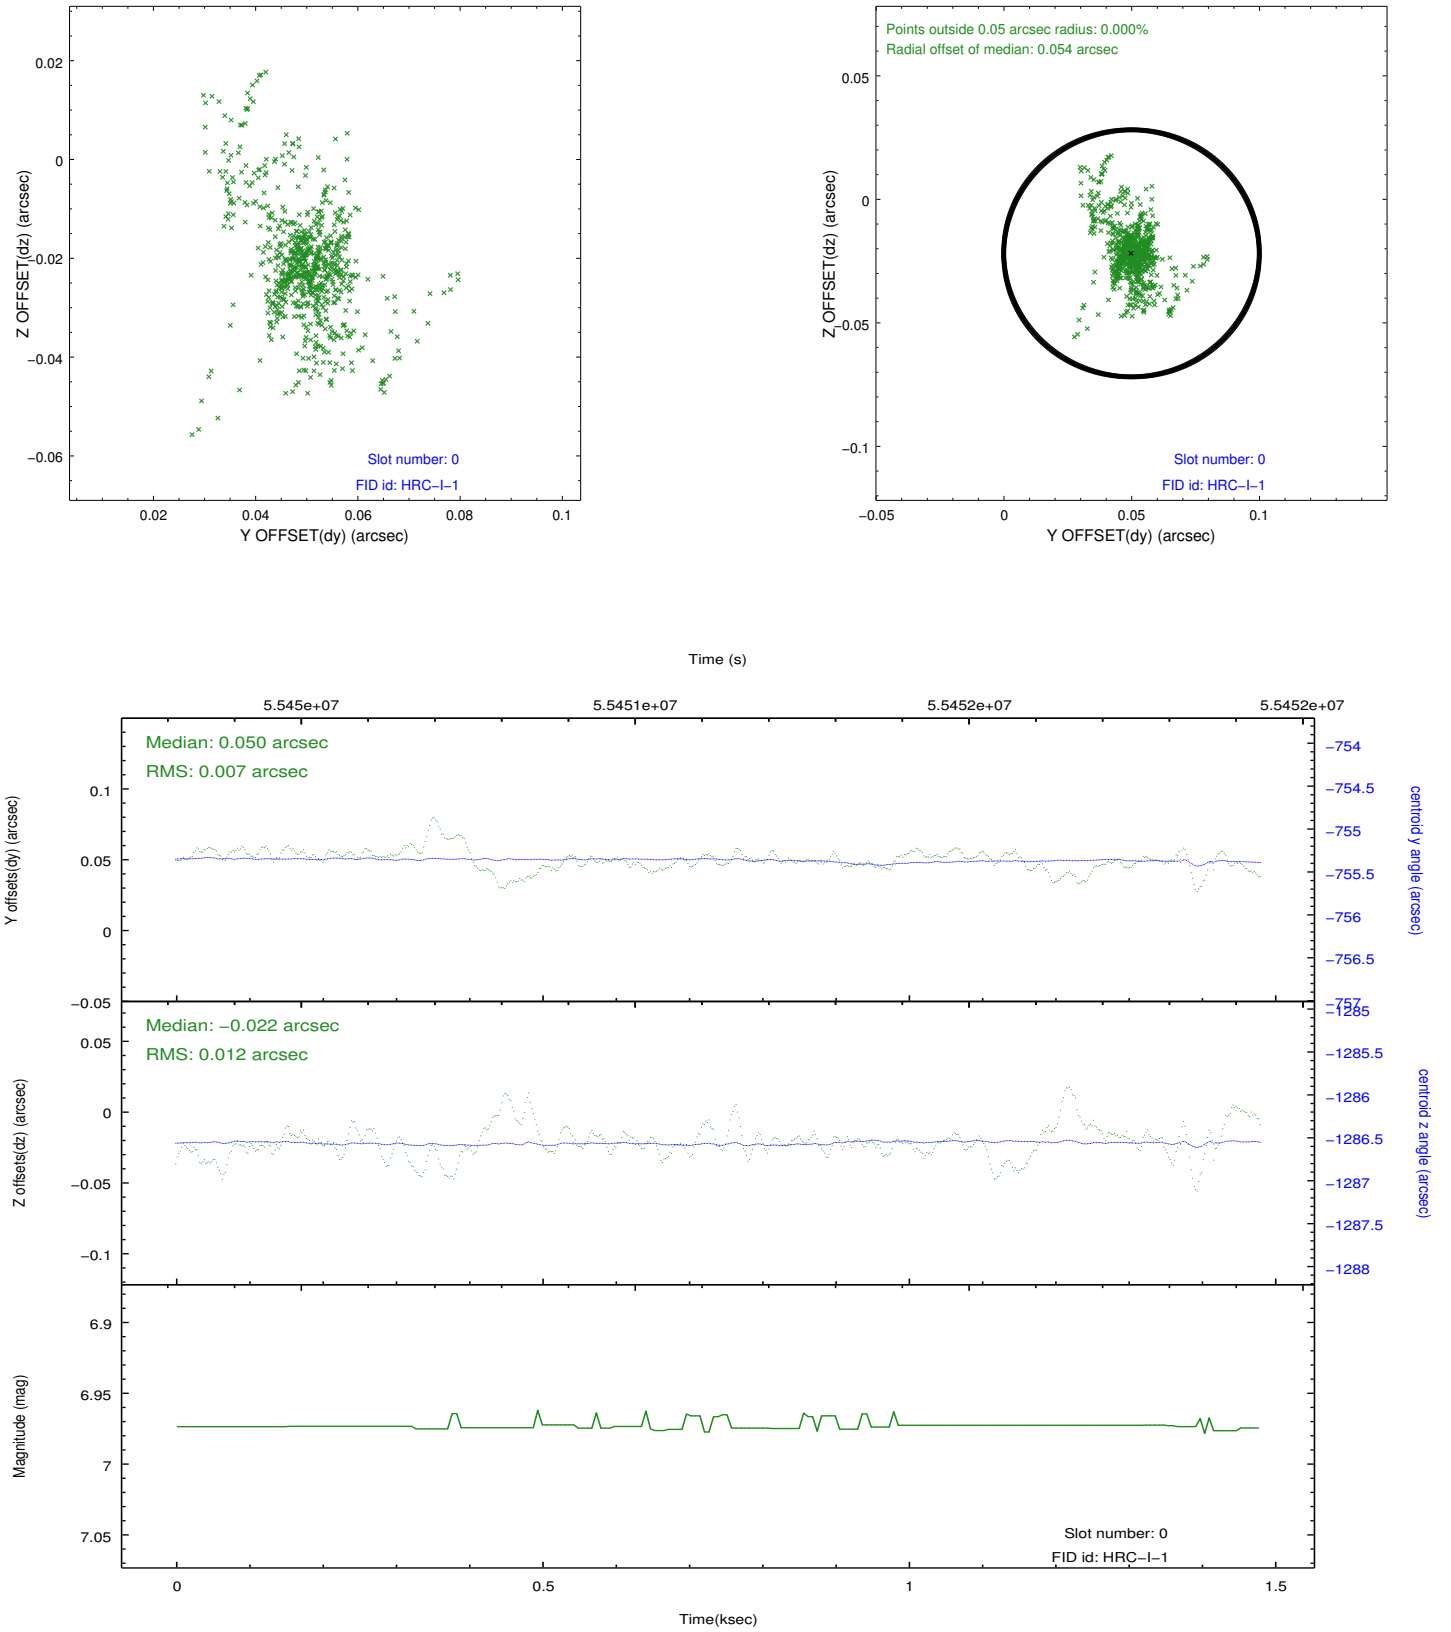 0.02
0
−0.02
−0.04
−0.06
Z OFFSET(dz) (arcsec)
Slot number: 0
FID id: HRC−I−1
0.02
0.04
0.06
0.08
0.1
Y OFFSET(dy) (arcsec)
Points outside 0.05 arcsec radius: 0.000%
Radial offset of median: 0.054 arcsec
0.05
0
−0.05
−0.1
Z OFFSET(dz) (arcsec)
Slot number: 0
FID id: HRC−I−1
−0.05
0
0.05
0.1
Y OFFSET(dy) (arcsec)
Time (s)
5.545e+07
5.5451e+07
5.5452e+07
5.5452e+07
Median: 0.050 arcsec
RMS: 0.007 arcsec
0.1
0.05
0
−0.05
Y offsets(dy) (arcsec)
−754
−754.5
−755
−755.5
−756
−756.5
−757
centroid y angle (arcsec)
Median: −0.022 arcsec
RMS: 0.012 arcsec
0.05
0
−0.05
−0.1
Z offsets(dz) (arcsec)
−1285
−1285.5
−1286
−1286.5
−1287
−1287.5
−1288
centroid z angle (arcsec)
6.9
6.95
7
7.05
Magnitude (mag)
Slot number: 0
FID id: HRC−I−1
0
0.5
1
1.5
Time(ksec)